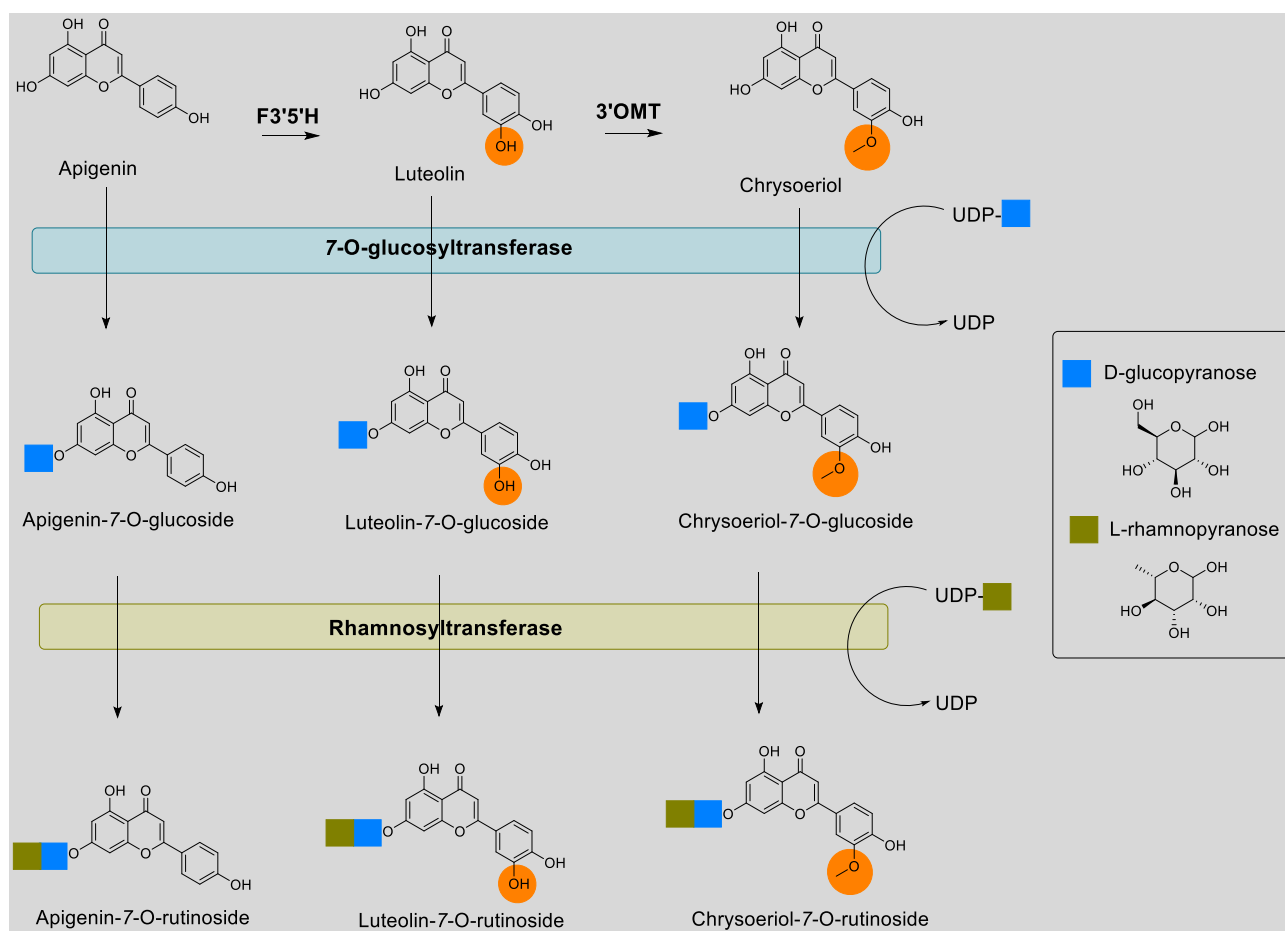 OH O
HO O
OH
Apigenin
F3'5'H
OH O
HO O
OH
OH
Luteolin
3'OMT
OH O
HO O
OH
O
Chrysoeriol
UDP-
7-O-glucosyltransferase
UDP
OH O
O O
OH
Apigenin-7-O-glucoside
OH O
O O
OH
OH
Luteolin-7-O-glucoside
OH O
O O
OH
O
Chrysoeriol-7-O-glucoside
D-glucopyranose
OH
O OH
HO OH
OH
L-rhamnopyranose
O OH
HO OH
OH
UDP-
Rhamnosyltransferase
UDP
OH O
O O
OH
Apigenin-7-O-rutinoside
OH O
O O
OH
OH
Luteolin-7-O-rutinoside
OH O
O O
OH
O
Chrysoeriol-7-O-rutinoside